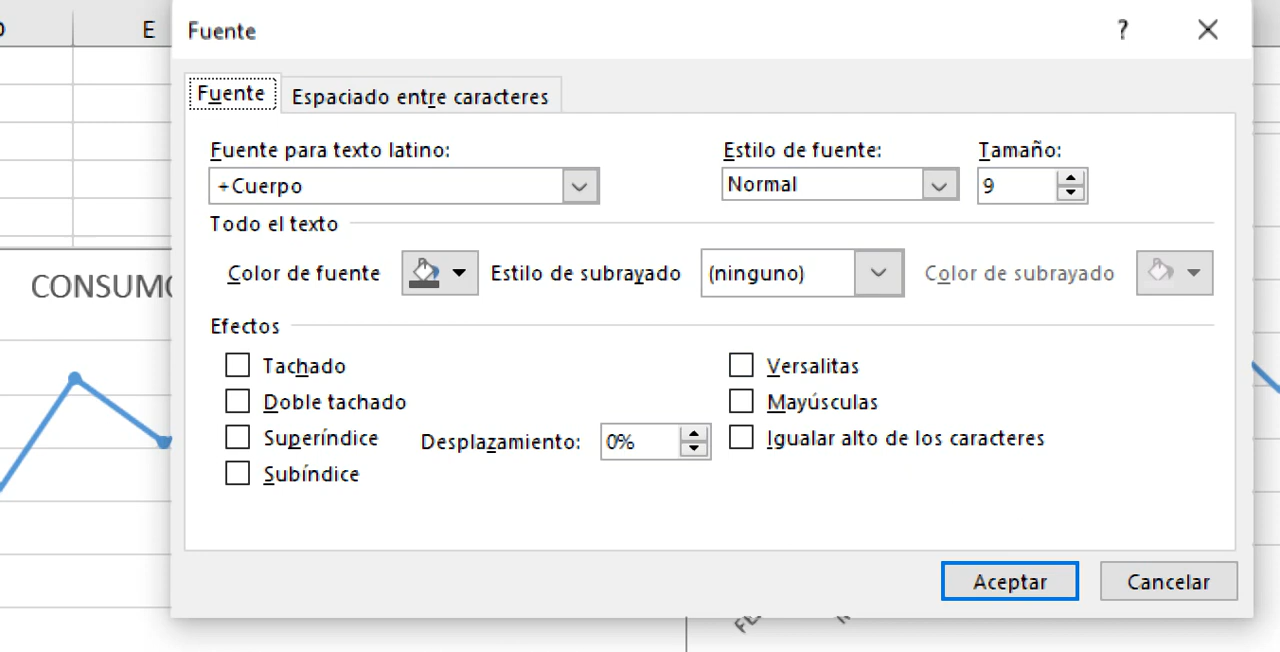 E
Fuente
?
Fuente
Espaciado entre caracteres
Fuente para texto latino:
Estilo de fuente:
Tamaño:
+Cuerpo
Normal
9
Todo el texto
Color de fuente
Estilo de subrayado
(ninguno)
Color de subrayado
CONSUMO
Efectos
Tachado
Versalitas
Doble tachado
Mayúsculas
Superíndice
Desplazamiento:
0%
Igualar alto de los caracteres
Subíndice
Aceptar
Cancelar